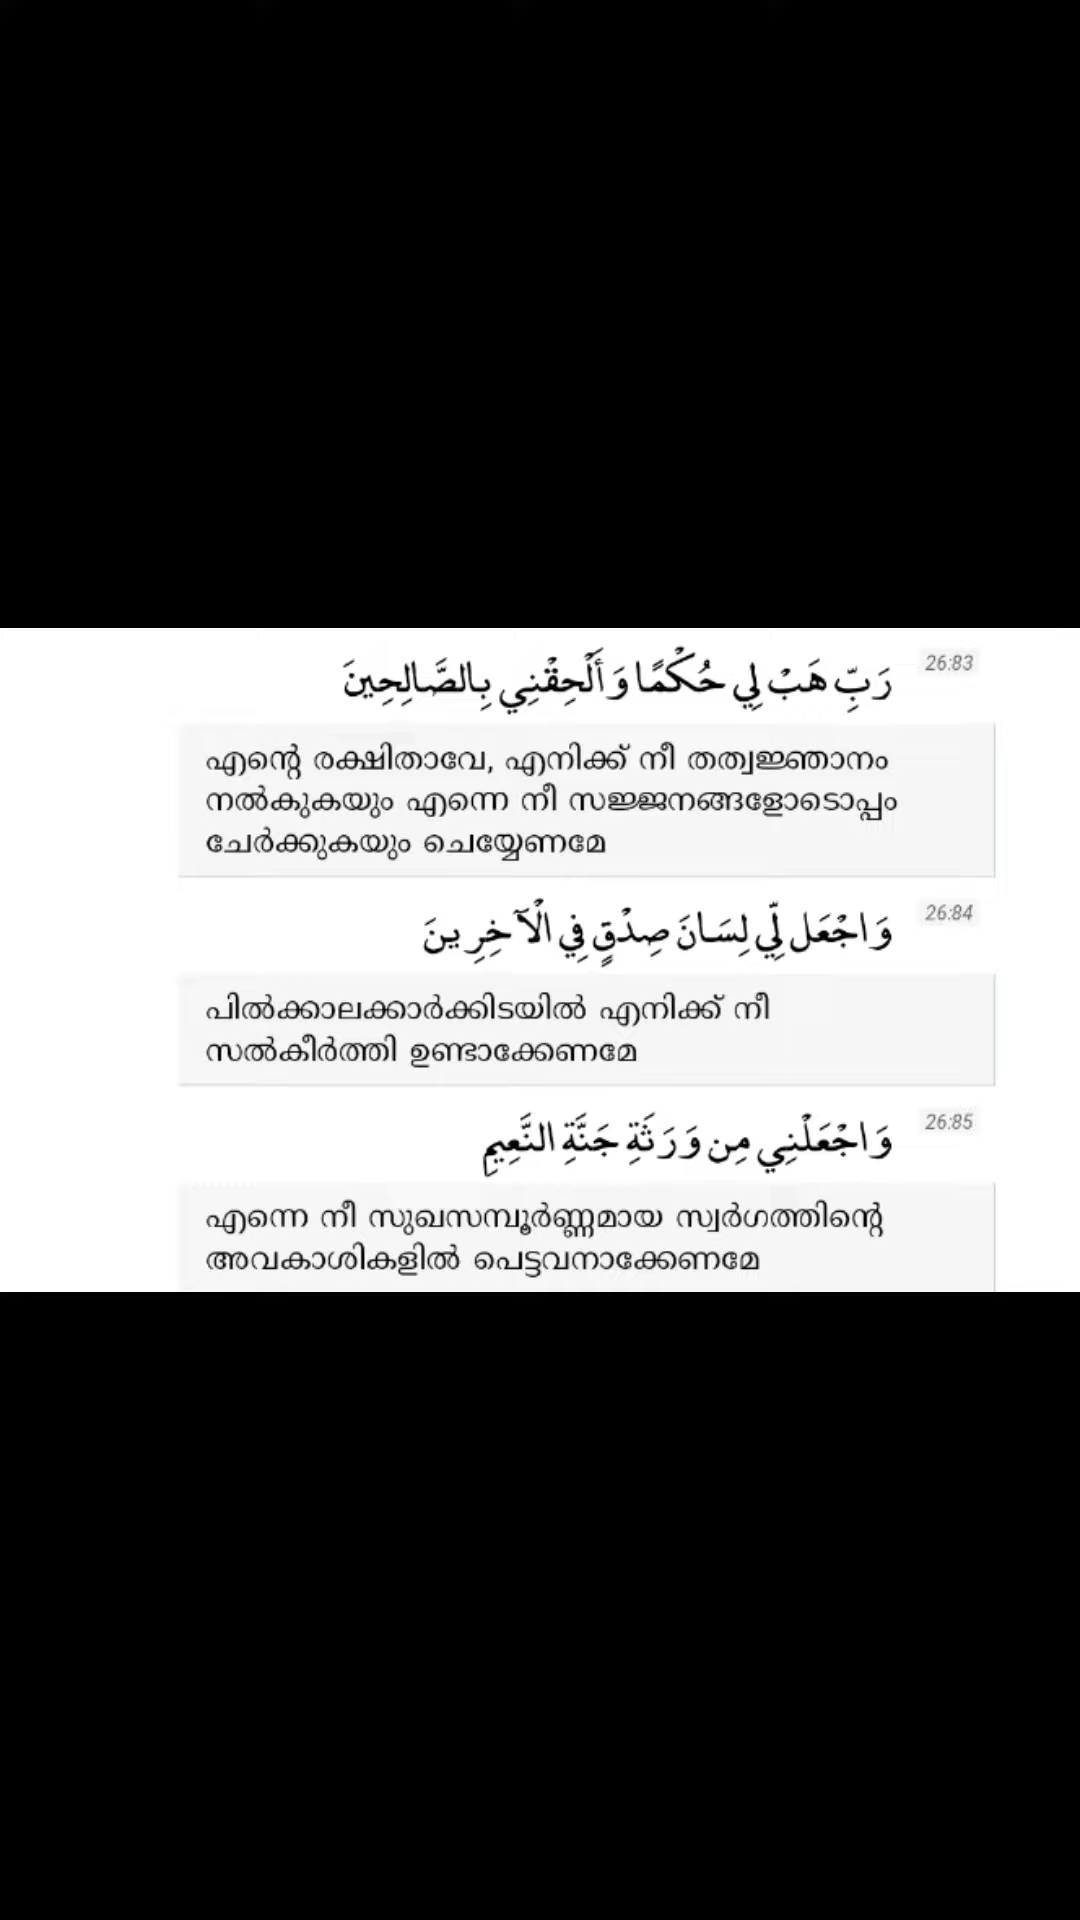 رَبِّ هَبْ لِي حُكْمًا وَأَلْحِقْنِي بِالصَّالِحِينَ 26:83
എന്റെ രക്ഷിതാവേ, എനിക്ക് നീ തത്വജ്ഞാനം
നൽകുകയും എന്നെ നീ സജ്ജനങ്ങളോടൊപ്പം
ചേർക്കുകയും ചെയ്യേണമേ
وَاجْعَل لِّي لِسَانَ صِدْقٍ فِي الْآخِرِينَ 26:84
പിൽക്കാലക്കാർക്കിടയിൽ എനിക്ക് നീ
സൽകീർത്തി ഉണ്ടാക്കേണമേ
وَاجْعَلْنِي مِن وَرَثَةِ جَنَّةِ النَّعِيمِ 26:85
എന്നെ നീ സുഖസമ്പൂർണ്ണമായ സ്വർഗത്തിന്റെ
അവകാശികളിൽ പെട്ടവനാക്കേണമേ